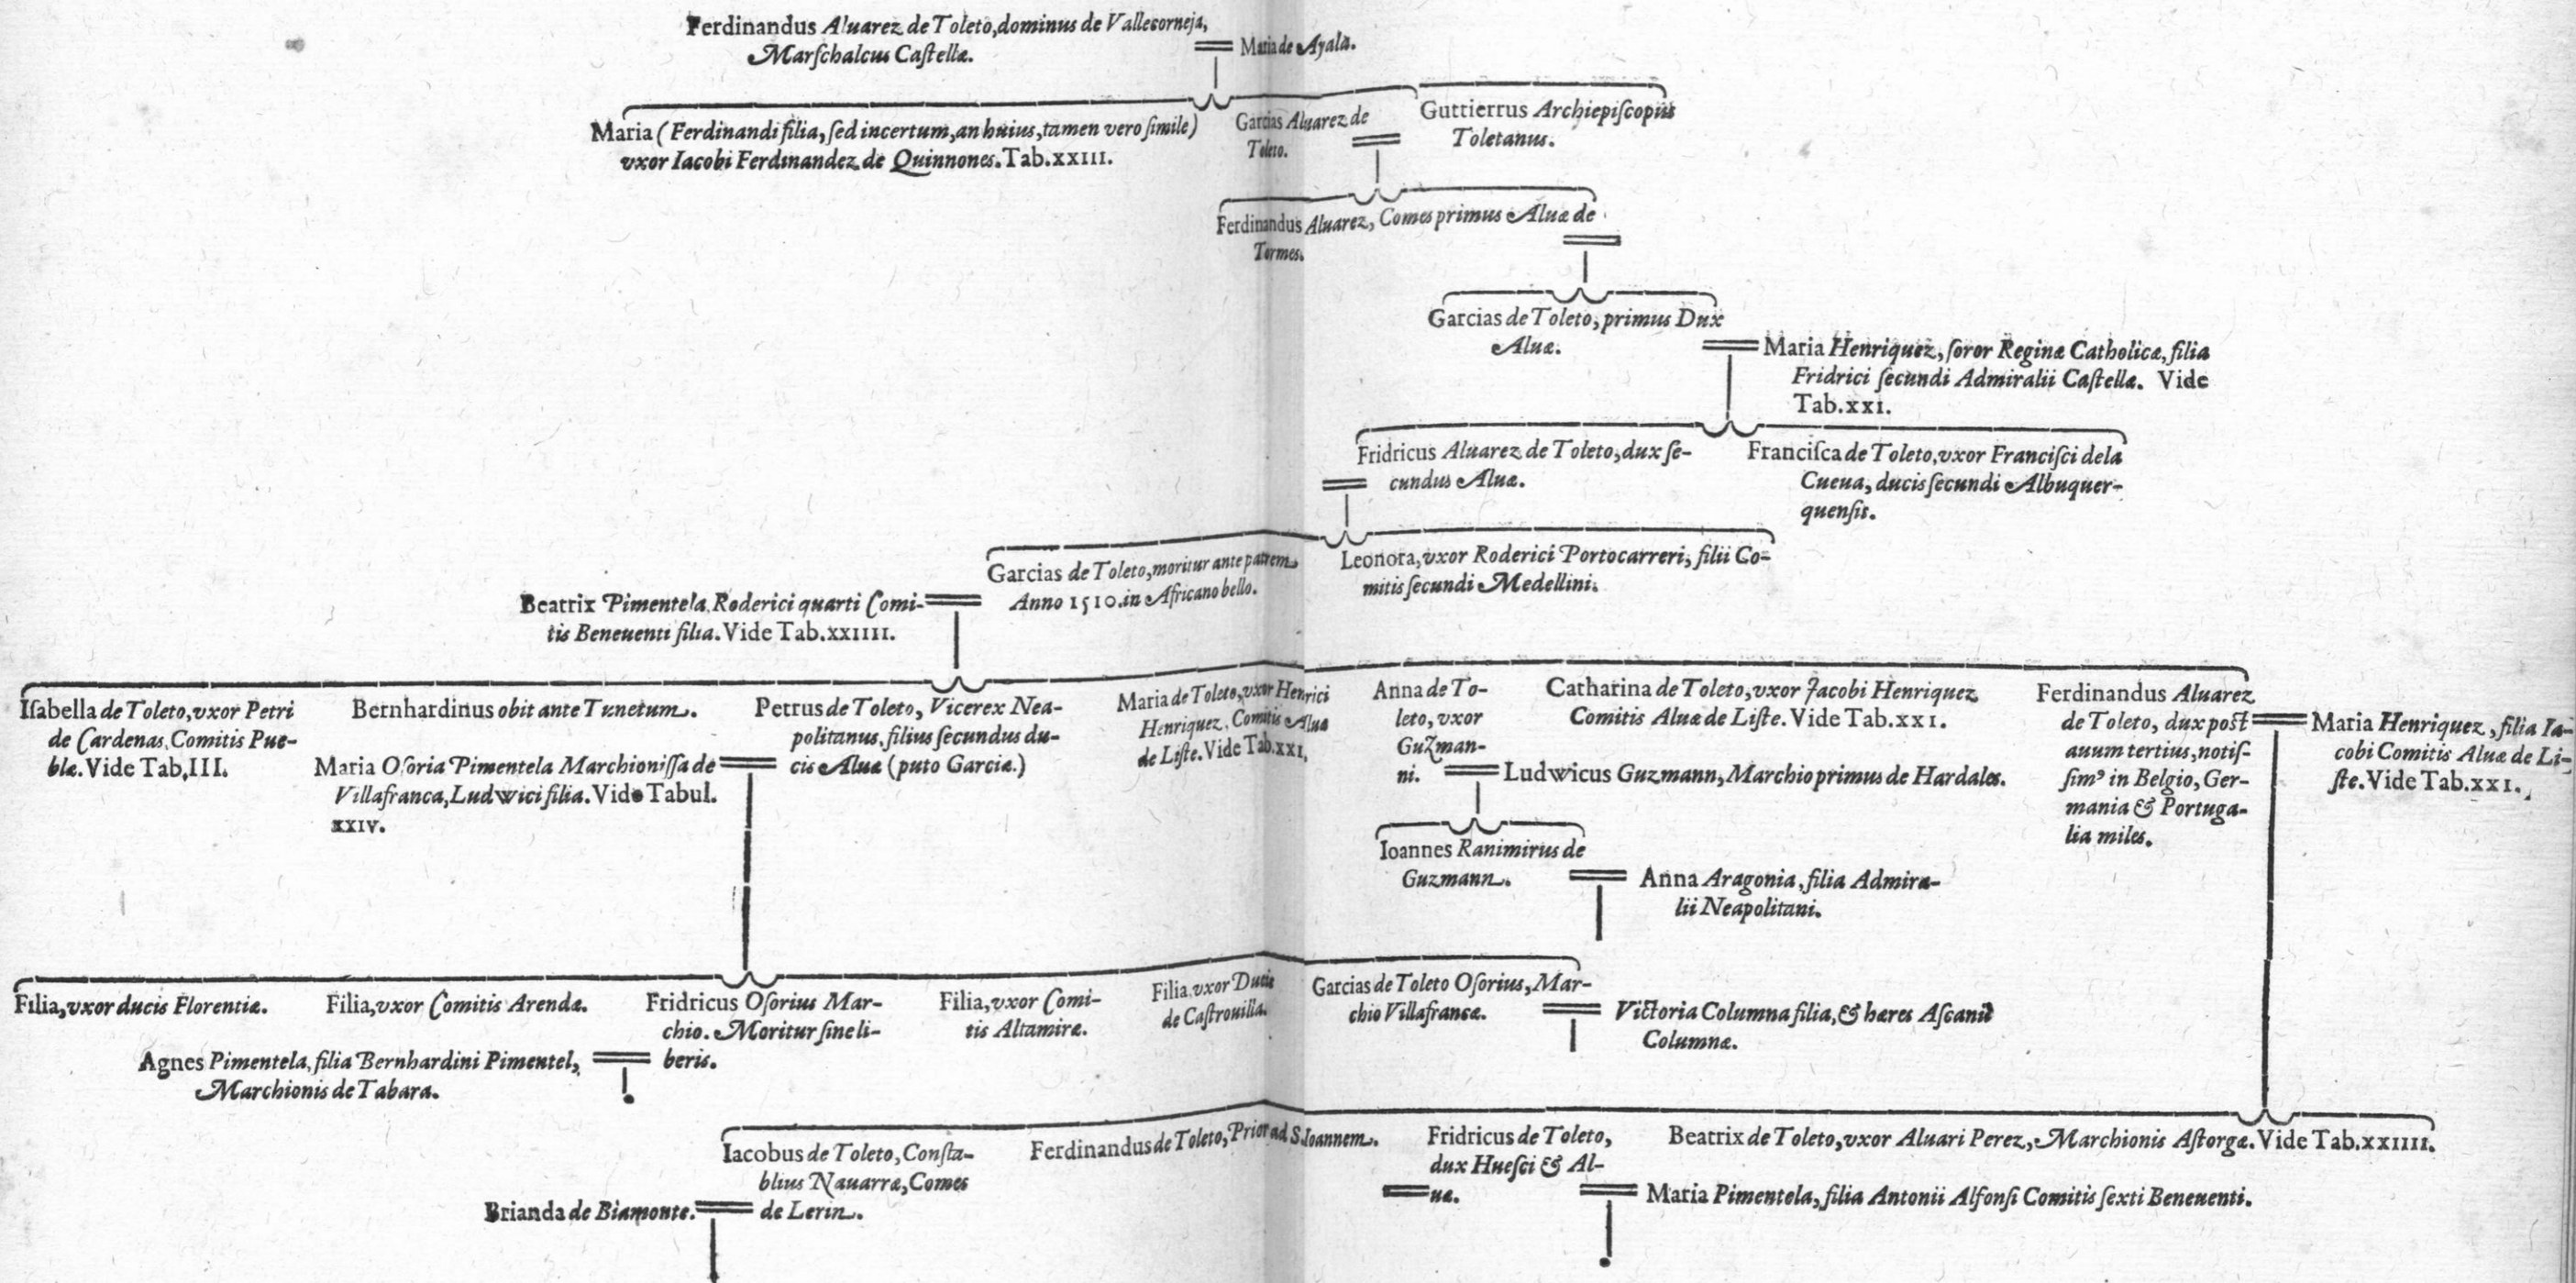 Ferdinandus Aluarez de Toleto, dominus de Vallecorneja,
Marſchalcus Caſtellæ.
Maria de Ayala.
Maria (Ferdinandi filia, ſed incertum, an huius, tamen vero ſimile)
vxor Iacobi Ferdinandez de Quinnones. Tab. XXIII.
Garcias Aluarez de
Toleto.
Guttierrus Archiepiſcopus
Toletanus.
Ferdinandus Aluarez, Comes primus Aluæ de
Tormes.
Garcias de Toleto, primus Dux
Aluæ.
Maria Henriquez, ſoror Reginæ Catholicæ, filia
Fridrici ſecundi Admiralii Caſtellæ. Vide
Tab. XXI.
Fridricus Aluarez de Toleto, dux ſe-
cundus Aluæ.
Franciſca de Toleto, vxor Franciſci dela
Cueua, ducis ſecundi Albuquer-
quenſis.
Garcias de Toleto, moritur ante patrem
Anno 1510. in Africano bello.
Leonora, vxor Roderici Portocarreri, filii Co-
mitis ſecundi Medellini.
Beatrix Pimentela, Roderici quarti Comi-
tis Beneuenti filia. Vide Tab. XXIIII.
Iſabella de Toleto, vxor Petri
de Cardenas, Comitis Pue-
blæ. Vide Tab. III.
Bernhardinus obit ante Tunetum.
Petrus de Toleto, Vicerex Nea-
politanus, filius ſecundus du-
cis Aluæ (puto Garciæ.)
Maria Oſoria Pimentela Marchioniſſa de
Villafranca, Ludwici filia. Vide Tabul.
XXIV.
Maria de Toleto, vxor Henrici
Henriquez, Comitis Aluæ
de Liſte. Vide Tab. XXI.
Anna de To-
leto, vxor
Guzman-
ni.
Ludwicus Guzmann, Marchio primus de Hardales.
Catharina de Toleto, vxor Jacobi Henriquez
Comitis Aluæ de Liſte. Vide Tab. XXI.
Ferdinandus Aluarez
de Toleto, dux poſt
auum tertius, notiſ-
ſimꝰ in Belgio, Ger-
mania & Portuga-
lia miles.
Maria Henriquez, filia Ia-
cobi Comitis Aluæ de Li-
ſte. Vide Tab. XXI.
Ioannes Ranimirus de
Guzmann.
Anna Aragonia, filia Admira-
lii Neapolitani.
Filia, vxor ducis Florentiæ.
Filia, vxor Comitis Arendæ.
Fridricus Oſorius Mar-
chio. Moritur ſine li-
beris.
Agnes Pimentela, filia Bernhardini Pimentel,
Marchionis de Tabara.
Filia, vxor Comi-
tis Altamiræ.
Filia vxor Ducis
de Caſtrouilla.
Garcias de Toleto Oſorius, Mar-
chio Villafrancæ.
Victoria Columna filia, & hæres Aſcanii
Columnæ.
Iacobus de Toleto, Conſta-
blius Nauarræ, Comes
de Lerin.
Brianda de Biamonte.
Ferdinandus de Toleto, Prior ad S. Ioannem.
Fridricus de Toleto,
dux Hueſci & Al-
uæ.
Maria Pimentela, filia Antonii Alfonſi Comitis ſexti Beneuenti.
Beatrix de Toleto, vxor Aluari Perez, Marchionis Aſtorgæ. Vide Tab. XXIIII.